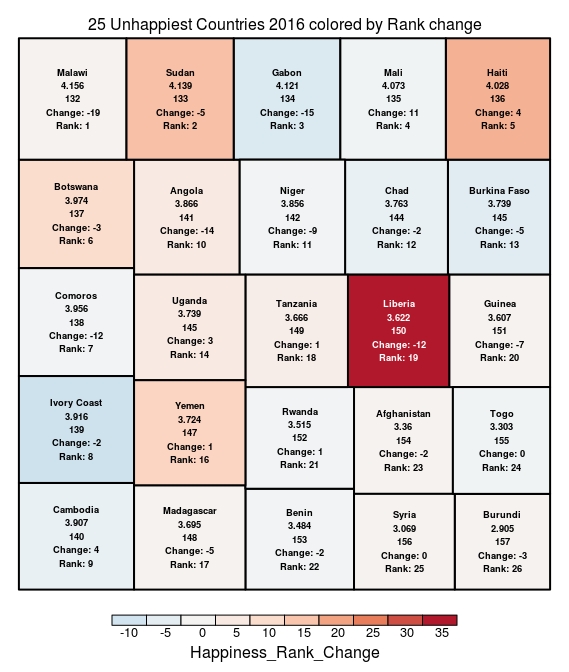 25 Unhappiest Countries 2016 colored by Rank change
Malawi
4.156
132
Change: -19
Rank: 1
Sudan
4.139
133
Change: -5
Rank: 2
Gabon
4.121
134
Change: -15
Rank: 3
Mali
4.073
135
Change: 11
Rank: 4
Haiti
4.028
136
Change: 4
Rank: 5
Botswana
3.974
137
Change: -3
Rank: 6
Angola
3.866
141
Change: -14
Rank: 10
Niger
3.856
142
Change: -9
Rank: 11
Chad
3.763
144
Change: -2
Rank: 12
Burkina Faso
3.739
145
Change: -5
Rank: 13
Comoros
3.956
138
Change: -12
Rank: 7
Uganda
3.739
145
Change: 3
Rank: 14
Tanzania
3.666
149
Change: 1
Rank: 18
Liberia
3.622
150
Change: -12
Rank: 19
Guinea
3.607
151
Change: -7
Rank: 20
Ivory Coast
3.916
139
Change: -2
Rank: 8
Yemen
3.724
147
Change: 1
Rank: 16
Rwanda
3.515
152
Change: 1
Rank: 21
Afghanistan
3.36
154
Change: -2
Rank: 23
Togo
3.303
155
Change: 0
Rank: 24
Cambodia
3.907
140
Change: 4
Rank: 9
Madagascar
3.695
148
Change: -5
Rank: 17
Benin
3.484
153
Change: -2
Rank: 22
Syria
3.069
156
Change: 0
Rank: 25
Burundi
2.905
157
Change: -3
Rank: 26
-10 -5 0 5 10 15 20 25 30 35
Happiness_Rank_Change